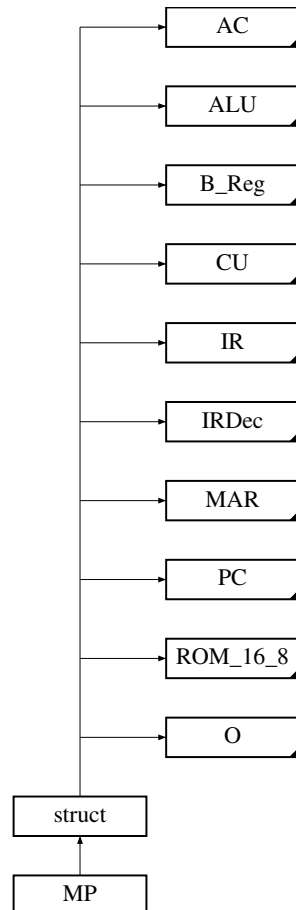 AC
ALU
B_Reg
CU
IR
IRDec
MAR
PC
ROM_16_8
O
struct
MP